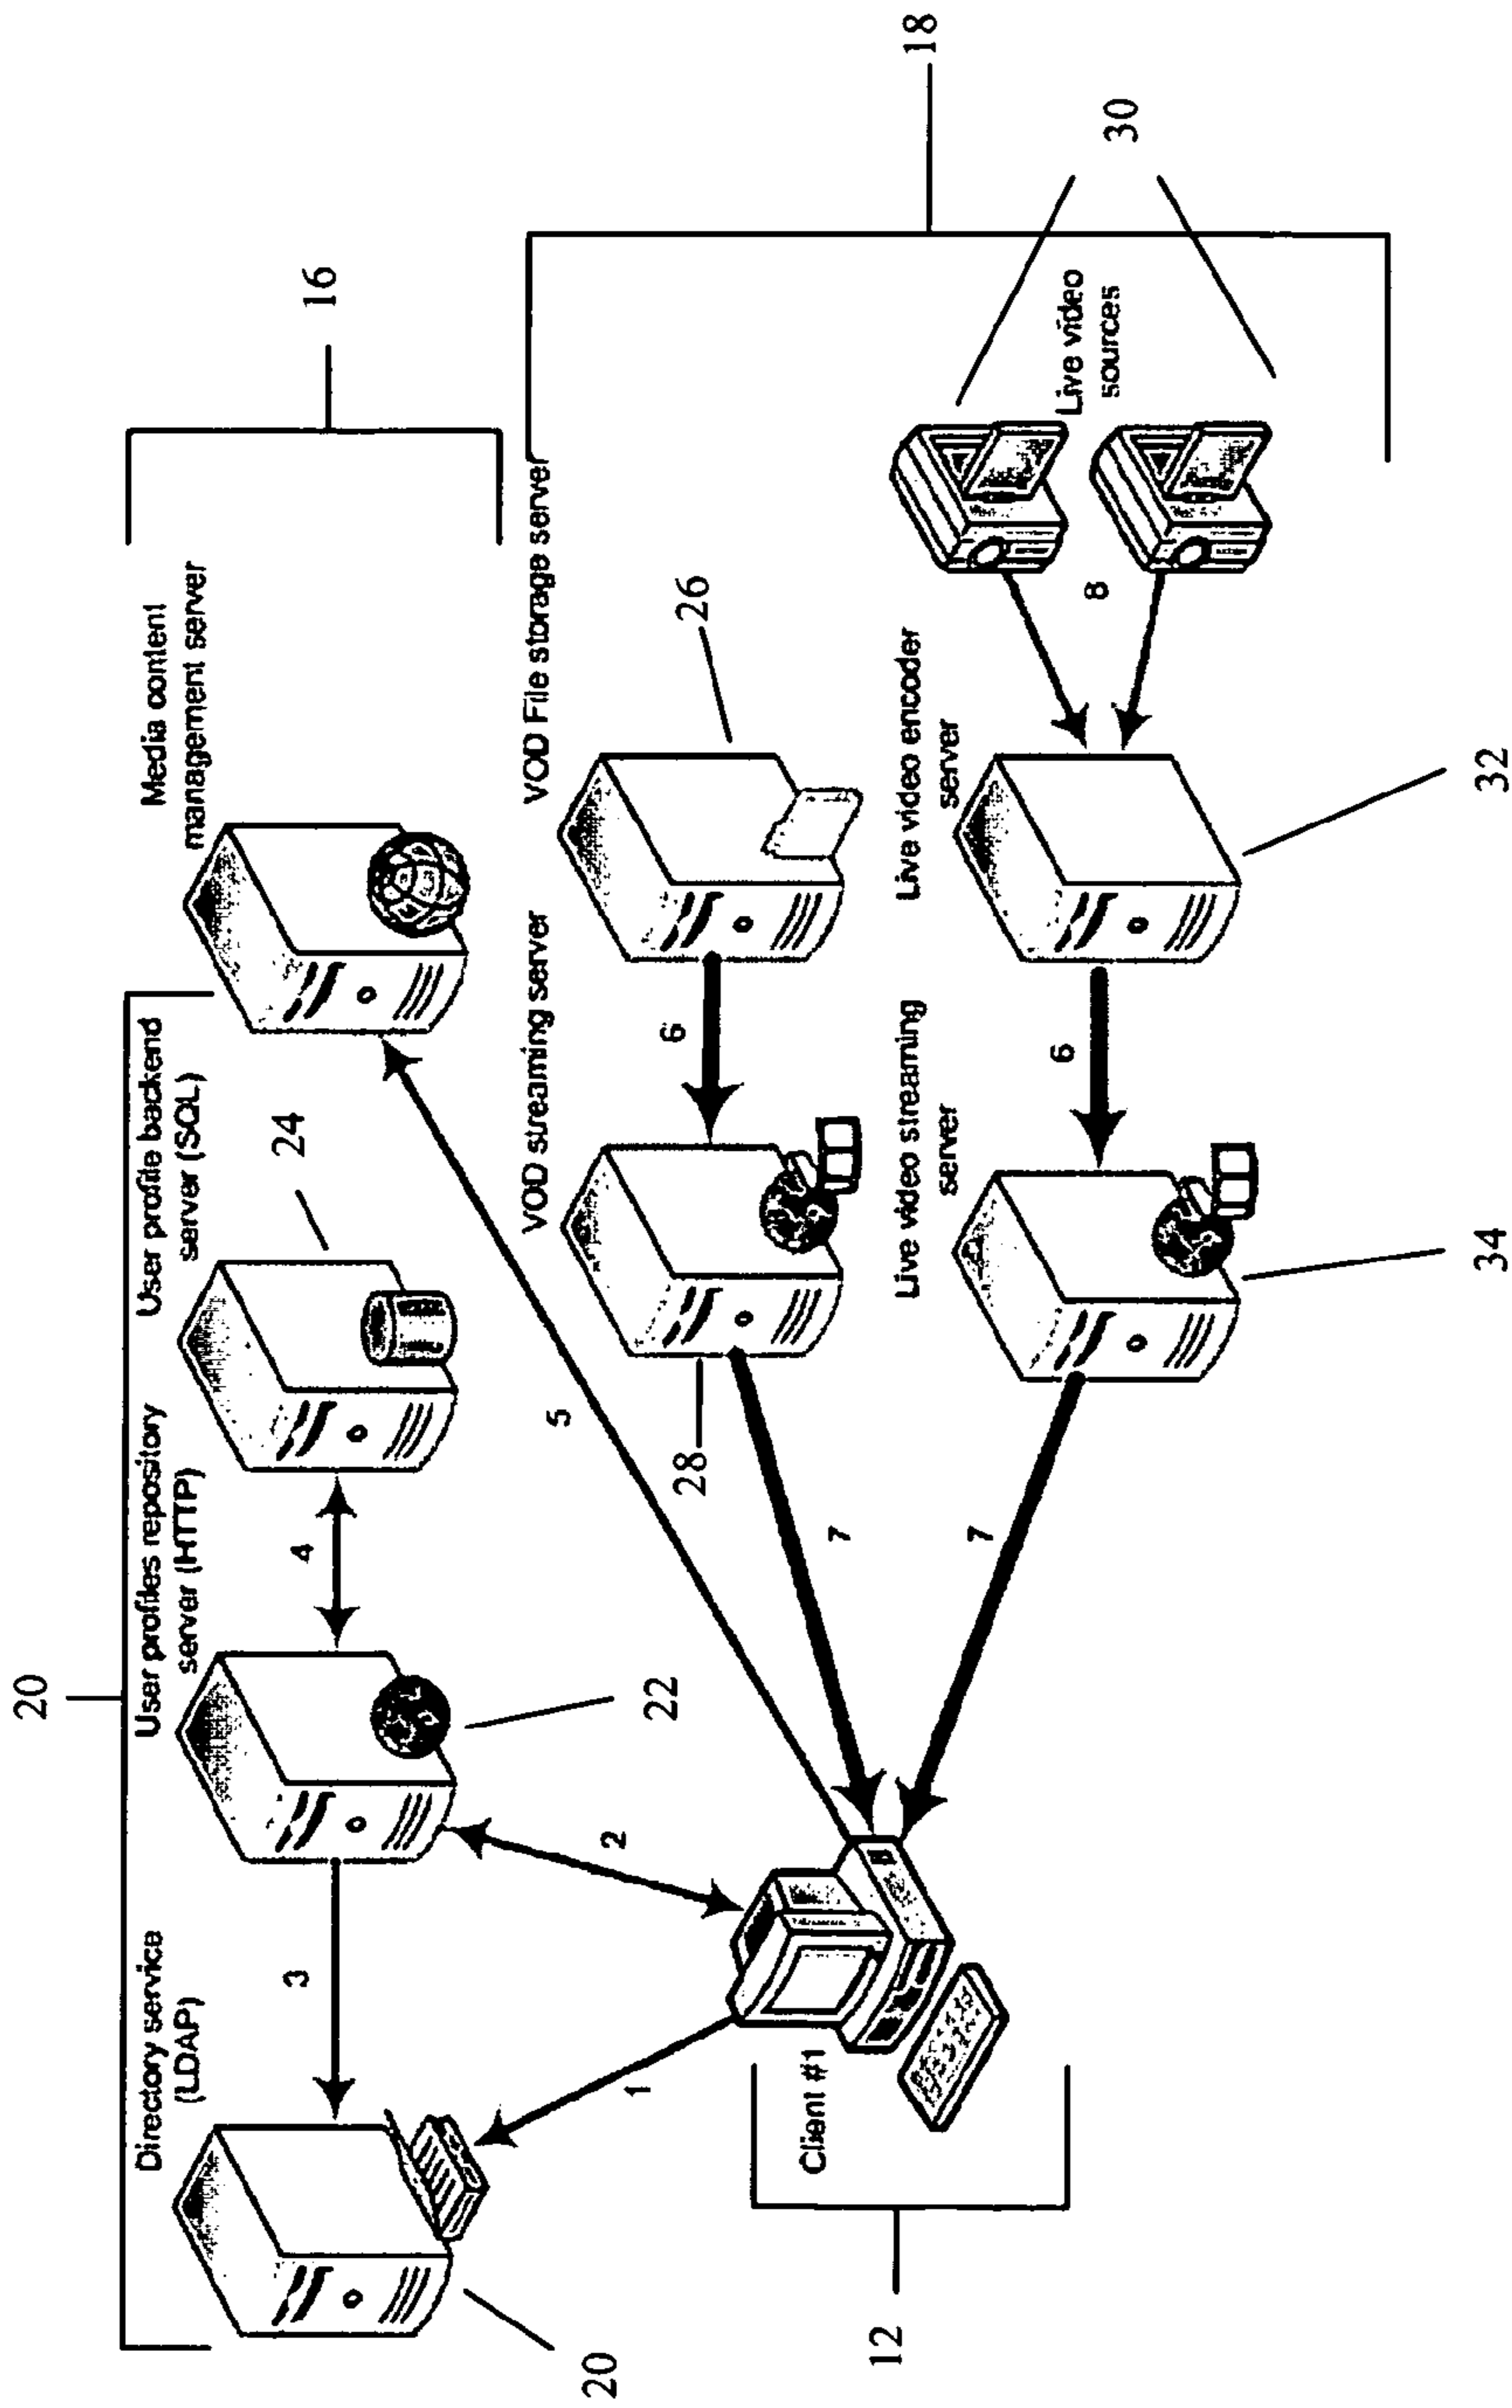 20
Directory service
(LDAP)
User profiles repository
server (HTTP)
User profile backend
server (SQL)
Media content
management server
16
3
4
24
20
22
1
2
5
VOD streaming server
VOD File storage server
18
6
26
28
7
Client #1
12
7
Live video streaming
server
Live video encoder
server
Live video
sources
30
6
8
34
32